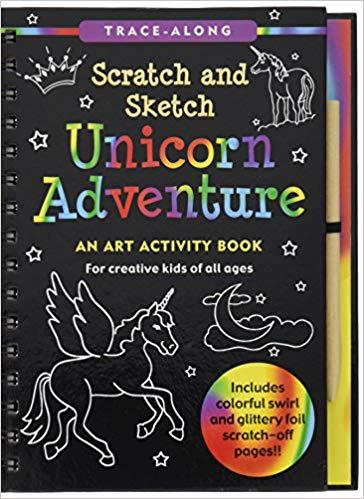 TRACE-ALONG
Scratch and
Sketch
Unicorn
Adventure
AN ART ACTIVITY BOOK
For creative kids of all ages
Includes
colorful swirl
and glittery foil
scratch-off
pages!!